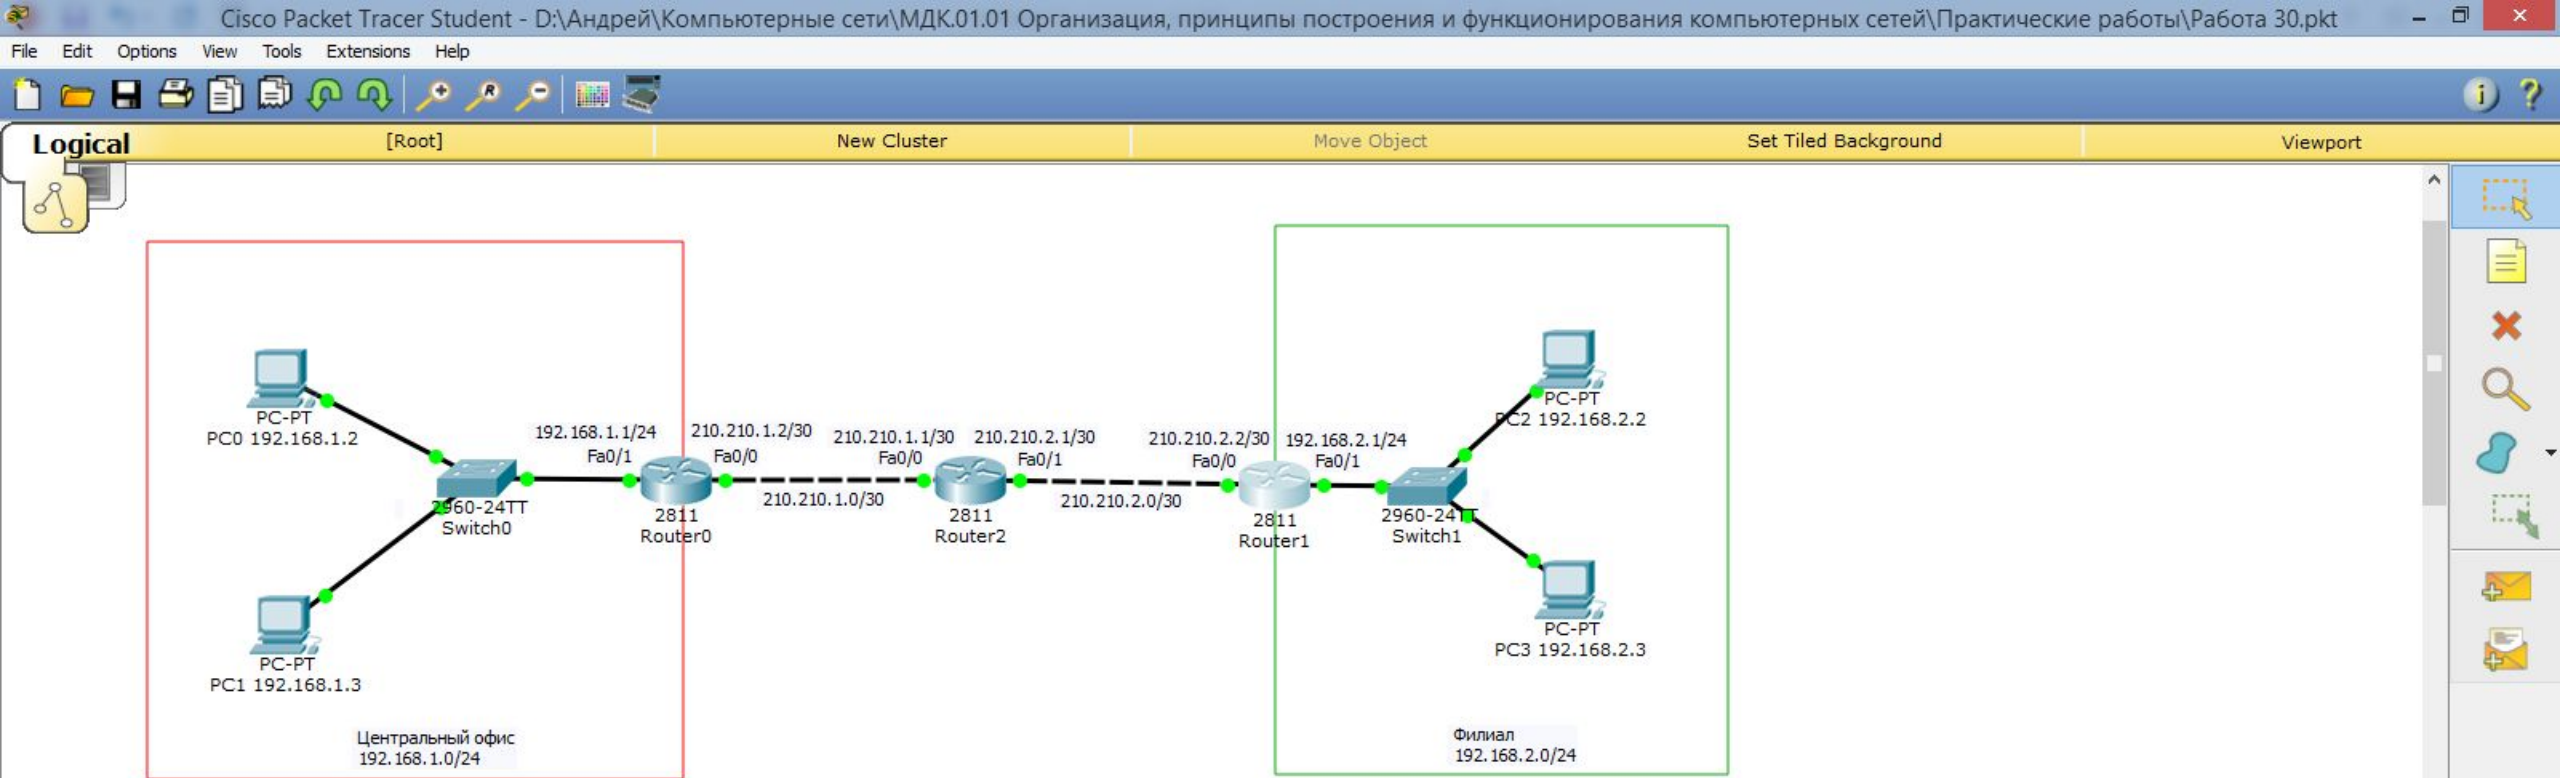 Cisco Packet Tracer Student - D:\Андрей\Компьютерные сети\МДК.01.01 Организация, принципы построения и функционирования компьютерных сетей\Практические работы\Работа 30.pkt
File Edit Options View Tools Extensions Help
Logical [Root] New Cluster Move Object Set Tiled Background Viewport
PC-PT
PC0 192.168.1.2
2960-24TT
Switch0
PC-PT
PC1 192.168.1.3
Центральный офис
192.168.1.0/24
192.168.1.1/24
Fa0/1
2811
Router0
210.210.1.2/30
Fa0/0
210.210.1.0/30
210.210.1.1/30
Fa0/0
2811
Router2
210.210.2.1/30
Fa0/1
210.210.2.0/30
210.210.2.2/30
Fa0/0
2811
Router1
192.168.2.1/24
Fa0/1
2960-24TT
Switch1
PC-PT
PC2 192.168.2.2
PC-PT
PC3 192.168.2.3
Филиал
192.168.2.0/24